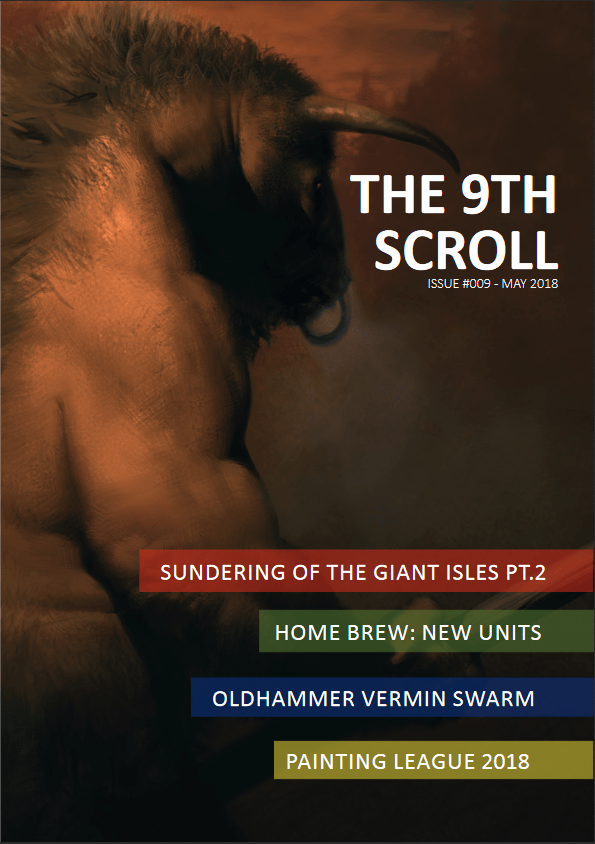 THE 9TH
SCROLL
ISSUE #009 - MAY 2018
SUNDERING OF THE GIANT ISLES PT.2
HOME BREW: NEW UNITS
OLDHAMMER VERMIN SWARM
PAINTING LEAGUE 2018